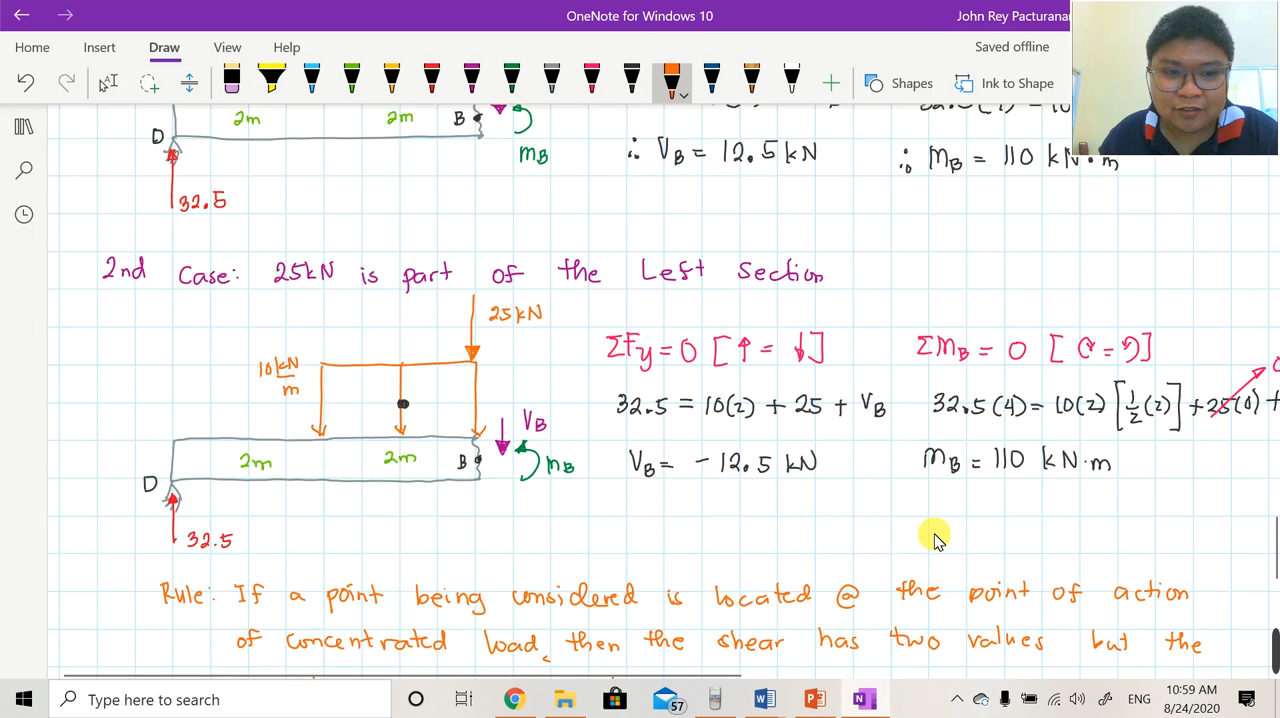 OneNote for Windows 10
John Rey Pacturanan
Home Insert Draw View Help
Saved offline
Shapes Ink to Shape
2m 2m B
D
MB
32.5
∴ VB = 12.5 kN
∴ MB = 110 kN·m
2nd Case: 25kN is part of the Left Section
25kN
10kN/m
VB
2m 2m B
MB
D
32.5
ΣFy = 0 [↑ = ↓]
32.5 = 10(2) + 25 + VB
VB = -12.5 kN
ΣMB = 0 [↷ = ↶]
32.5(4) = 10(2)[1/2(2)] + 25(0) +
MB = 110 kN·m
Rule: If a point being considered is located @ the point of action
of concentrated load, then the shear has two values but the
Type here to search
57
ENG
10:59 AM
8/24/2020